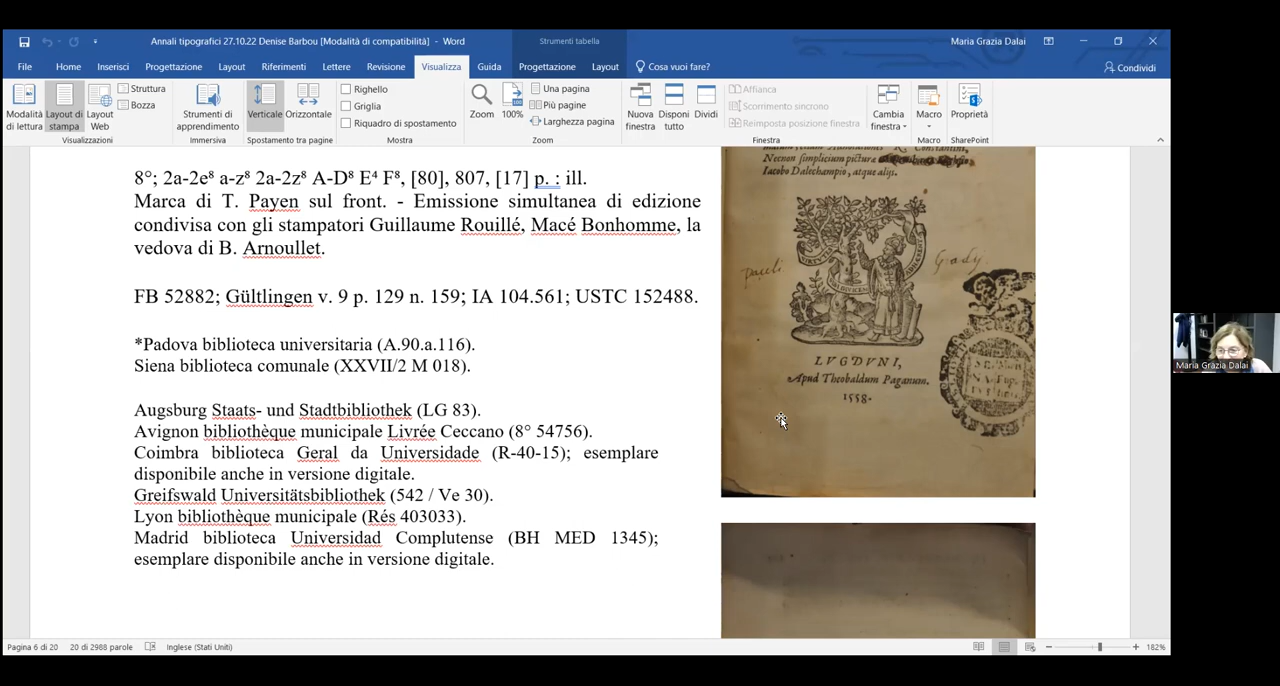 Annali tipografici 27.10.22 Denise Barbou [Modalità di compatibilità] - Word
Strumenti tabella
Maria Grazia Dalai
File Home Inserisci Progettazione Layout Riferimenti Lettere Revisione Visualizza Guida Progettazione Layout Cosa vuoi fare? Condividi
Modalità di lettura
Layout di stampa
Layout Web
Struttura
Bozza
Visualizzazioni
Strumenti di apprendimento
Immersiva
Verticale
Orizzontale
Spostamento tra pagine
Righello
Griglia
Riquadro di spostamento
Mostra
Zoom
100%
Una pagina
Più pagine
Larghezza pagina
Zoom
Nuova finestra
Disponi tutto
Dividi
Affianca
Scorrimento sincrono
Reimposta posizione finestra
Cambia finestra
Finestra
Macro
Macro
Proprietà
SharePoint
8°; 2a-2e⁸ a-z⁸ 2a-2z⁸ A-D⁸ E⁴ F⁸, [80], 807, [17] p. : ill.
Marca di T. Payen sul front. - Emissione simultanea di edizione
condivisa con gli stampatori Guillaume Rouillé, Macé Bonhomme, la
vedova di B. Arnoullet.
FB 52882; Gültlingen v. 9 p. 129 n. 159; IA 104.561; USTC 152488.
*Padova biblioteca universitaria (A.90.a.116).
Siena biblioteca comunale (XXVII/2 M 018).
Augsburg Staats- und Stadtbibliothek (LG 83).
Avignon bibliothèque municipale Livrée Ceccano (8° 54756).
Coimbra biblioteca Geral da Universidade (R-40-15); esemplare
disponibile anche in versione digitale.
Greifswald Universitätsbibliothek (542 / Ve 30).
Lyon bibliothèque municipale (Rés 403033).
Madrid biblioteca Universidad Complutense (BH MED 1345);
esemplare disponibile anche in versione digitale.
Necnon simplicium picturæ
Iacobo Dalechampio, atque alijs.
pauli
LVGDVNI,
Apud Theobaldum Paganum.
1558.
Maria Grazia Dalai
Pagina 6 di 20 20 di 2988 parole Inglese (Stati Uniti) 182%